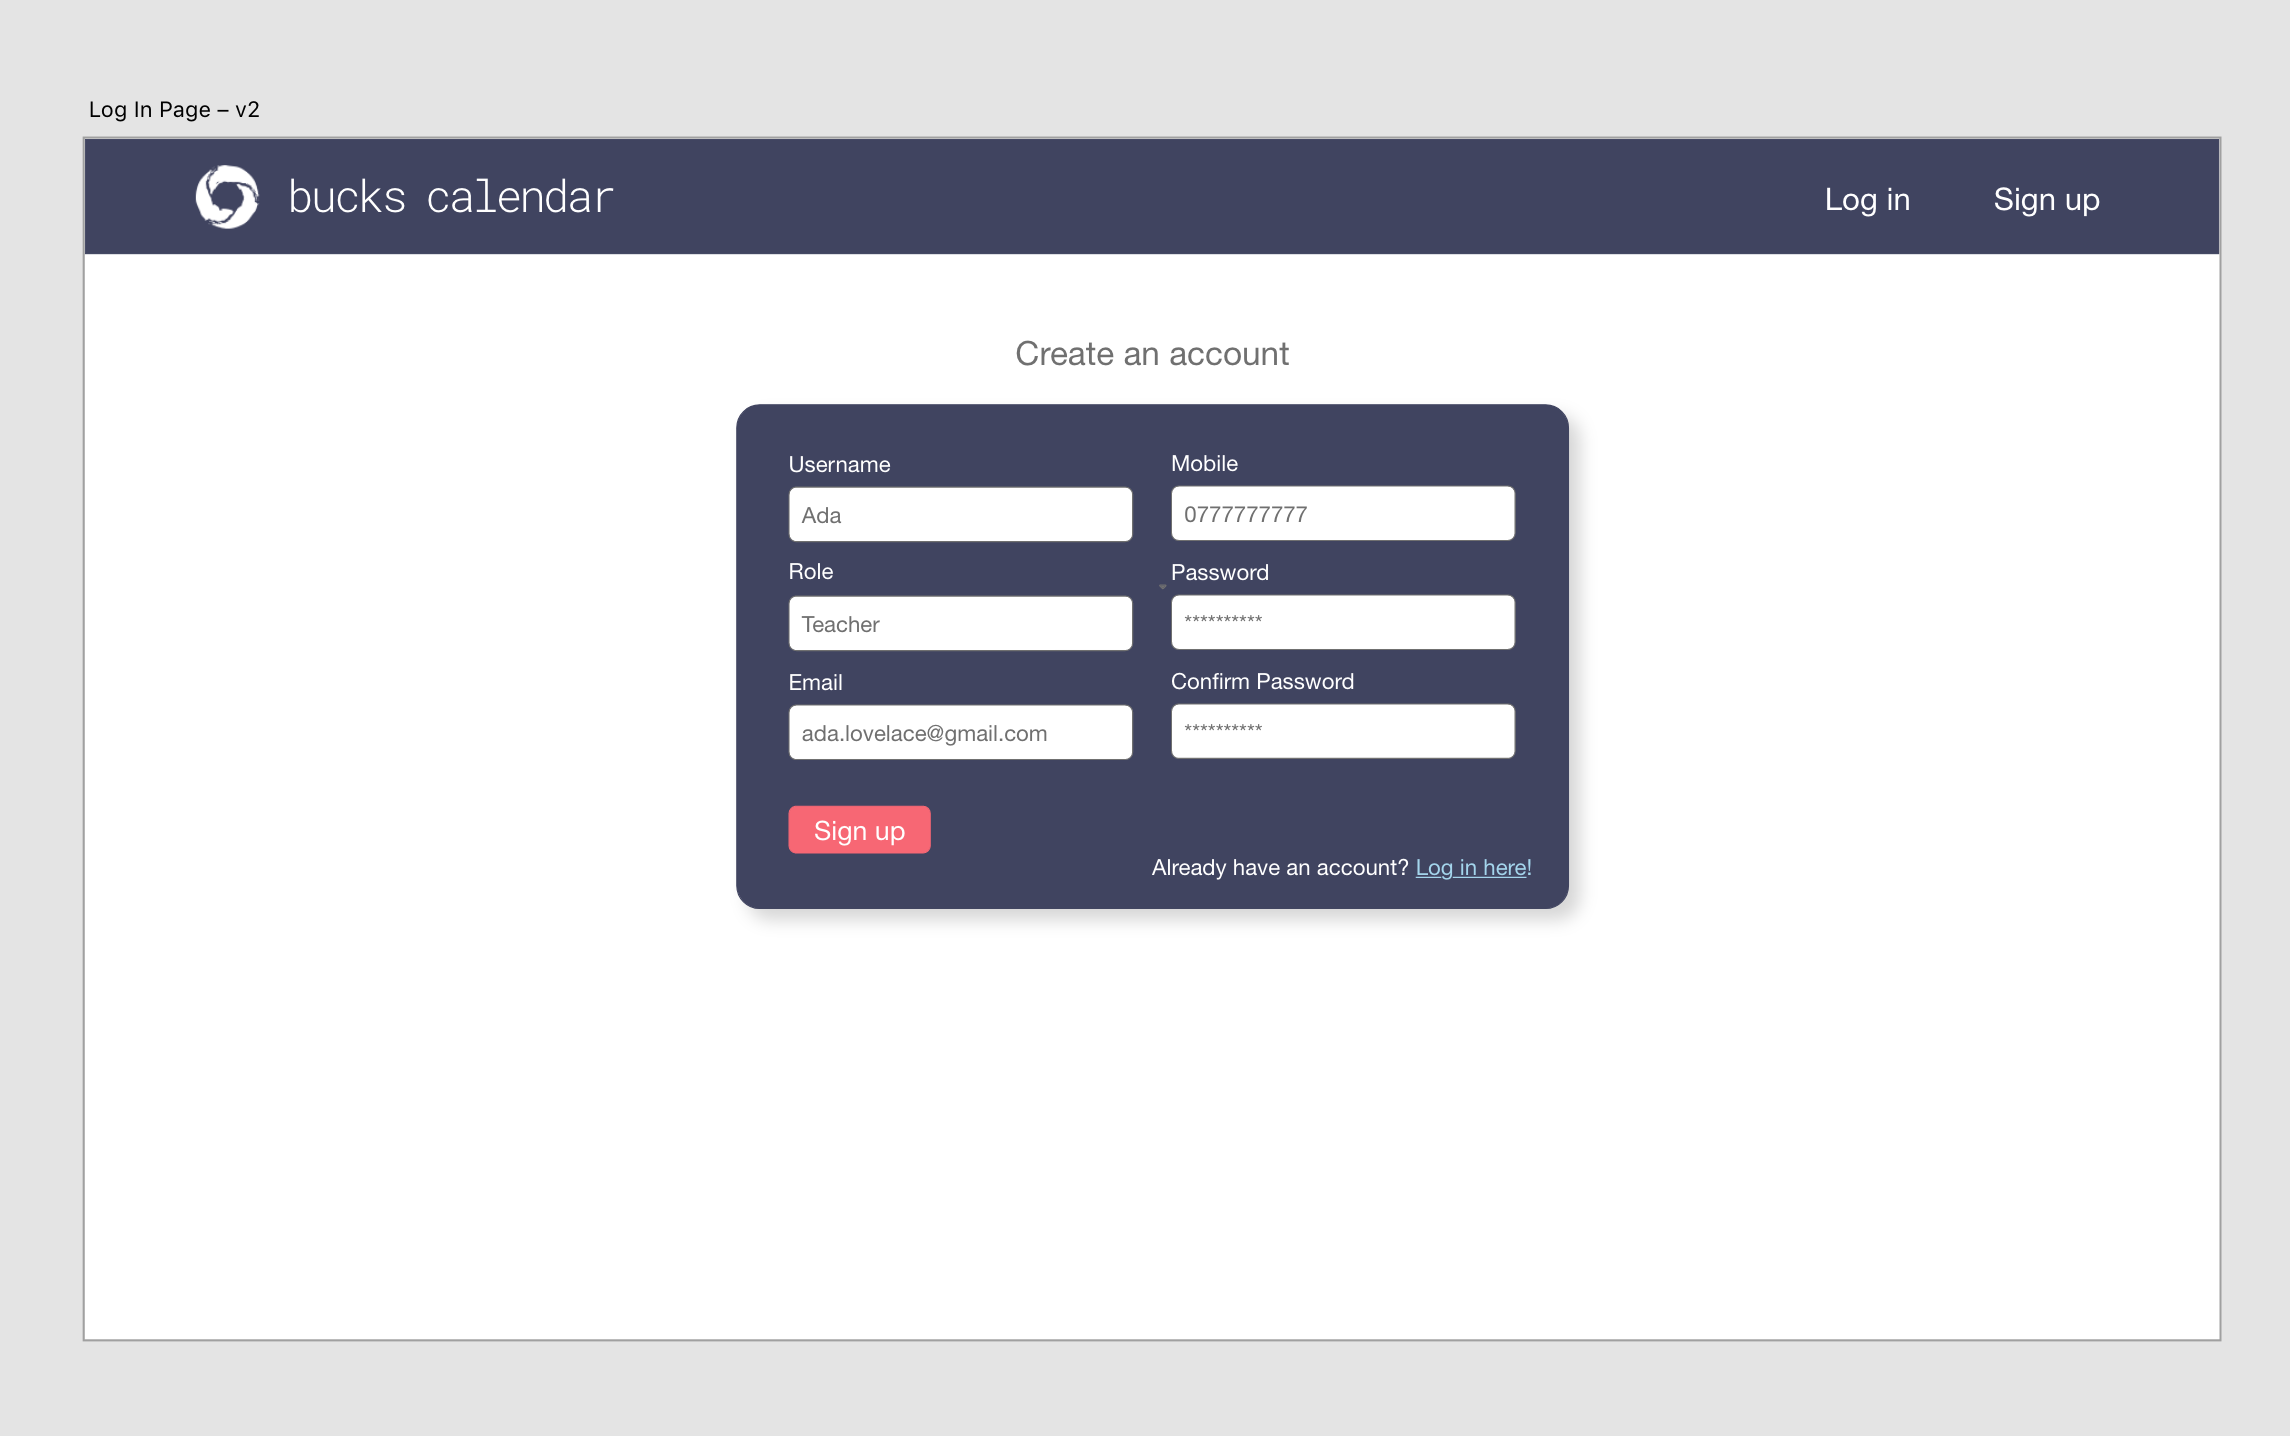 Log In Page – v2
bucks calendar
Log in
Sign up
Create an account
Username
Ada
Mobile
0777777777
Role
Teacher
Password
**********
Email
ada.lovelace@gmail.com
Confirm Password
**********
Sign up
Already have an account? Log in here!